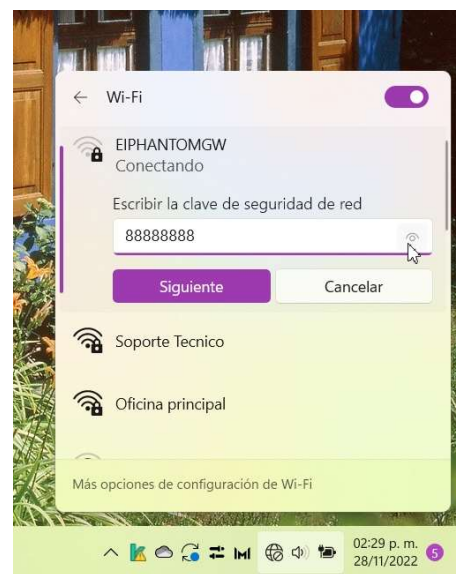 Wi-Fi
EIPHANTOMGW
Conectando
Escribir la clave de seguridad de red
88888888
Siguiente
Cancelar
Soporte Tecnico
Oficina principal
Más opciones de configuración de Wi-Fi
02:29 p. m.
28/11/2022
5